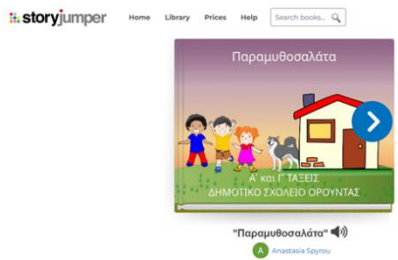 storyjumper
Home Library Prices Help Search books...
Παραμυθοσαλάτα
Α΄ και Γ΄ ΤΑΞΕΙΣ
ΔΗΜΟΤΙΚΟ ΣΧΟΛΕΙΟ ΟΡΟΥΝΤΑΣ
"Παραμυθοσαλάτα"
A Anastasia Spyrou